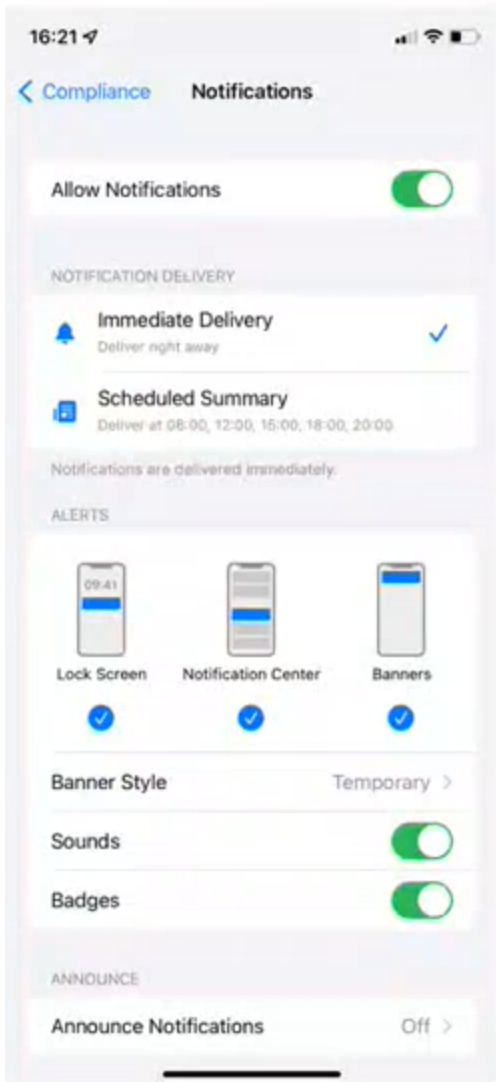 16:21
Compliance Notifications
Allow Notifications
NOTIFICATION DELIVERY
Immediate Delivery
Deliver right away
Scheduled Summary
Deliver at 08:00, 12:00, 15:00, 18:00, 20:00
Notifications are delivered immediately.
ALERTS
09:41
Lock Screen Notification Center Banners
Banner Style Temporary
Sounds
Badges
ANNOUNCE
Announce Notifications Off